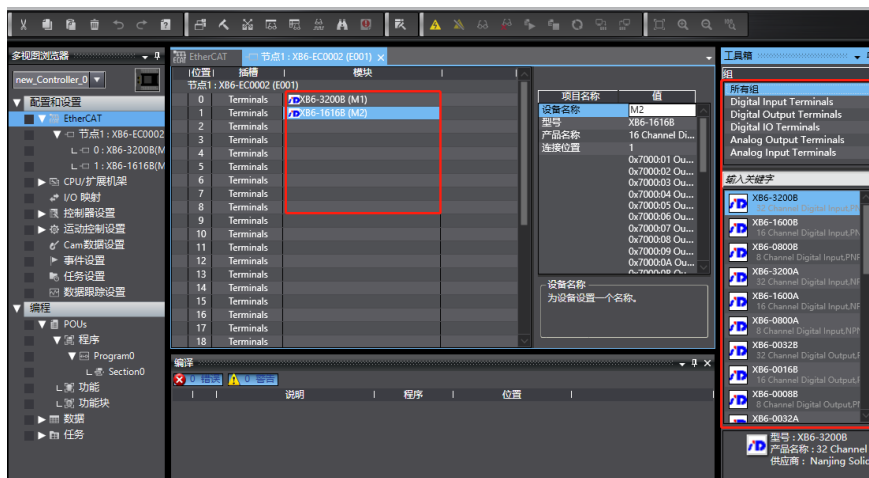 多视图浏览器
new_Controller_0
配置和设置
EtherCAT
节点1 : XB6-EC0002
0 : XB6-3200B(M
1 : XB6-1616B(M
CPU/扩展机架
I/O 映射
控制器设置
运动控制设置
Cam数据设置
事件设置
任务设置
数据跟踪设置
编程
POUs
程序
Program0
Section0
功能
功能块
数据
任务
EtherCAT
节点1 : XB6-EC0002 (E001)
位置 插槽 模块
节点1 : XB6-EC0002 (E001)
0 Terminals XB6-3200B (M1)
1 Terminals XB6-1616B (M2)
2 Terminals
3 Terminals
4 Terminals
5 Terminals
6 Terminals
7 Terminals
8 Terminals
9 Terminals
10 Terminals
11 Terminals
12 Terminals
13 Terminals
14 Terminals
15 Terminals
16 Terminals
17 Terminals
18 Terminals
项目名称 值
设备名称 M2
型号 XB6-1616B
产品名称 16 Channel Di...
连接位置 1
0x7000:01 Ou...
0x7000:02 Ou...
0x7000:03 Ou...
0x7000:04 Ou...
0x7000:05 Ou...
0x7000:06 Ou...
0x7000:07 Ou...
0x7000:08 Ou...
0x7000:09 Ou...
0x7000:0A Ou...
设备名称
为设备设置一个名称。
编译
0 错误 0 警告
说明 程序 位置
工具箱
组
所有组
Digital Input Terminals
Digital Output Terminals
Digital IO Terminals
Analog Output Terminals
Analog Input Terminals
输入关键字
XB6-3200B
32 Channel Digital Input,PN
XB6-1600B
16 Channel Digital Input,PN
XB6-0800B
8 Channel Digital Input,PNP
XB6-3200A
32 Channel Digital Input,NP
XB6-1600A
16 Channel Digital Input,NP
XB6-0800A
8 Channel Digital Input,NPN
XB6-0032B
32 Channel Digital Output,P
XB6-0016B
16 Channel Digital Output,P
XB6-0008B
8 Channel Digital Output,PN
XB6-0032A
型号 : XB6-3200B
产品名称 : 32 Channel
供应商 : Nanjing Solid